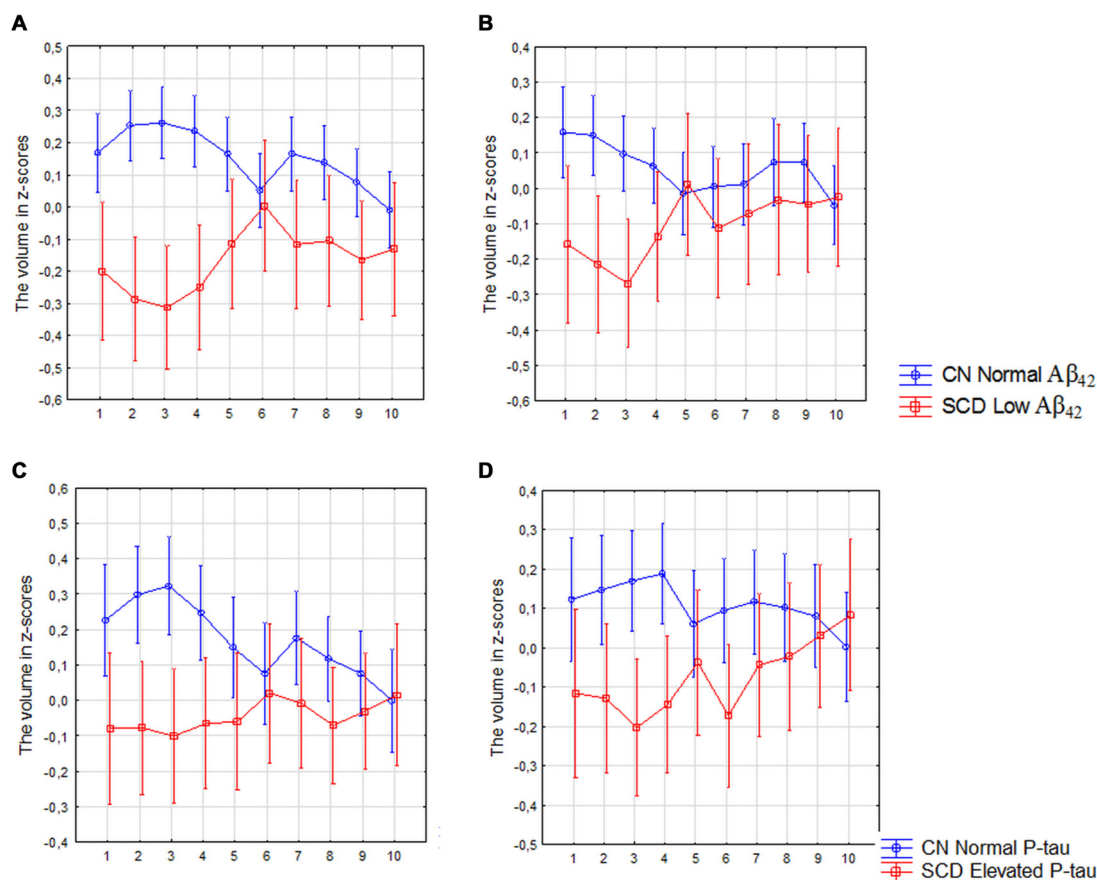 A
The volume in z-scores
0,5
0,4
0,3
0,2
0,1
0,0
-0,1
-0,2
-0,3
-0,4
-0,5
-0,6
1 2 3 4 5 6 7 8 9 10
B
The volume in z-scores
0,4
0,3
0,2
0,1
0,0
-0,1
-0,2
-0,3
-0,4
-0,5
-0,6
1 2 3 4 5 6 7 8 9 10
CN Normal Aβ42
SCD Low Aβ42
C
The volume in z-scores
0,6
0,5
0,4
0,3
0,2
0,1
0,0
-0,1
-0,2
-0,3
-0,4
1 2 3 4 5 6 7 8 9 10
D
The volume in z-scores
0,4
0,3
0,2
0,1
0,0
-0,1
-0,2
-0,3
-0,4
-0,5
1 2 3 4 5 6 7 8 9 10
CN Normal P-tau
SCD Elevated P-tau